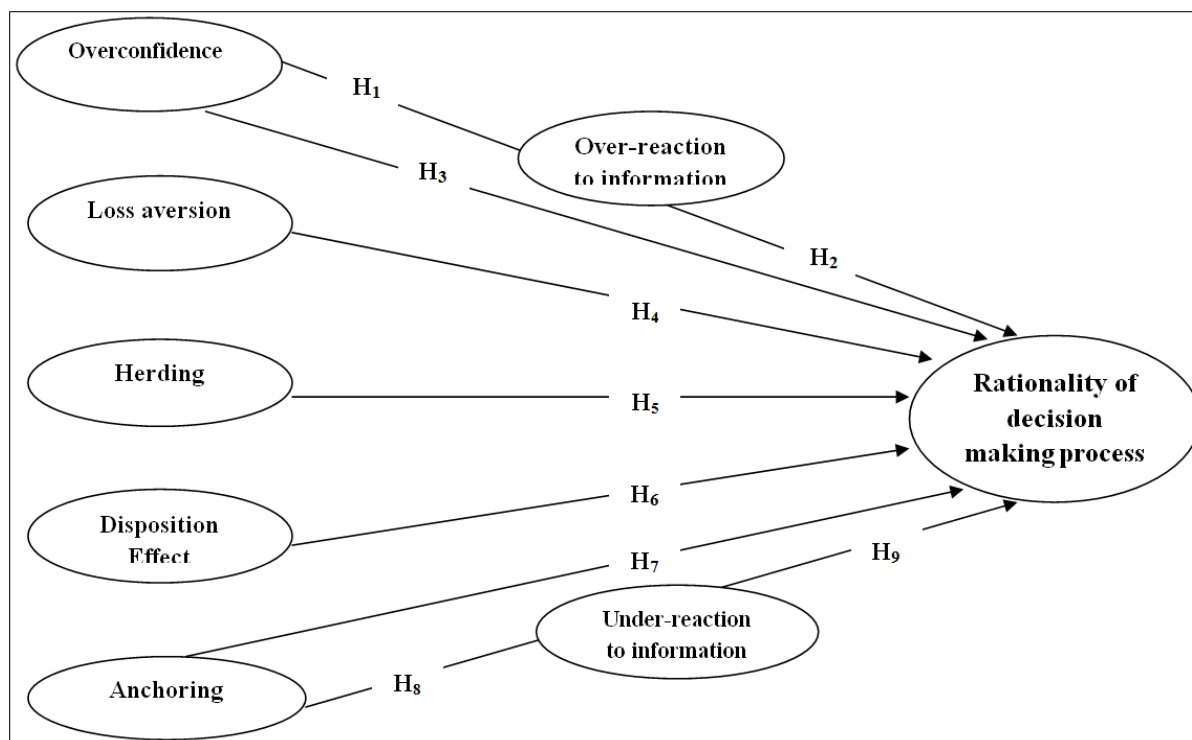 Overconfidence
H₁
Over-reaction
to information
H₃
Loss aversion
H₂
H₄
Herding
H₅
Rationality of
decision
making process
H₆
Disposition
Effect
H₇
H₉
Under-reaction
to information
Anchoring
H₈